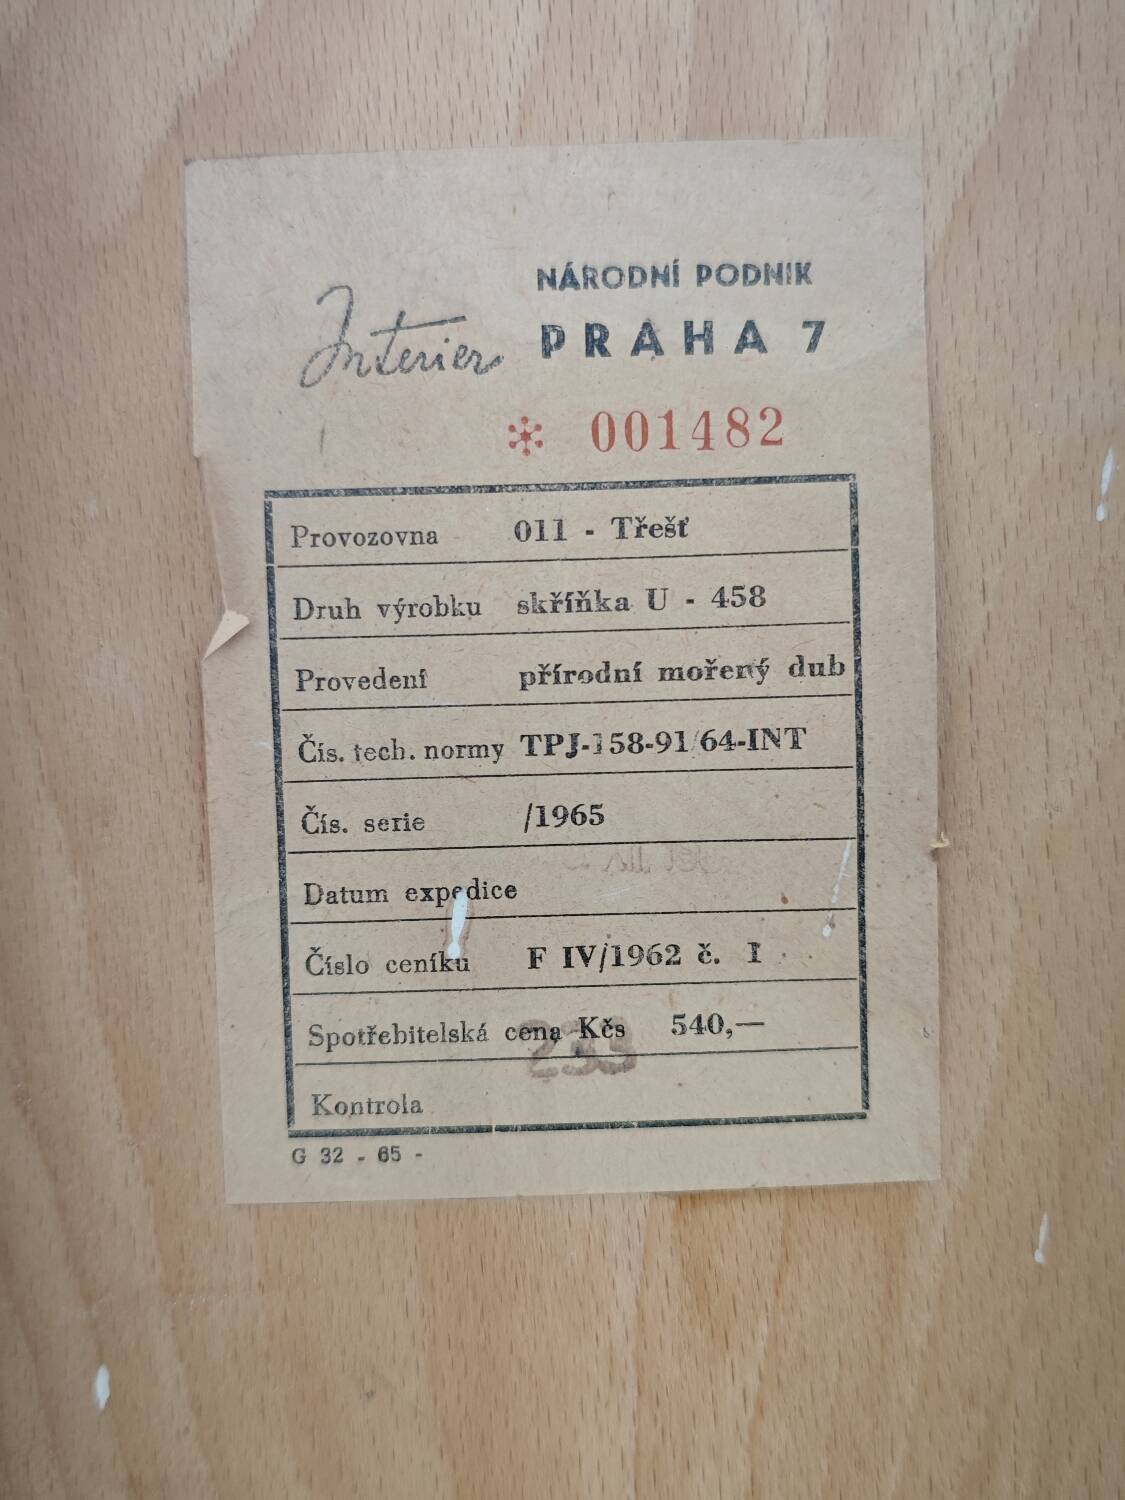 Interier
NÁRODNÍ PODNIK
PRAHA 7
* 001482
Provozovna 011 - Třešť
Druh výrobku skříňka U - 458
Provedení přírodní mořený dub
Čís. tech. normy TPJ-158-91/64-INT
Čís. serie /1965
Datum expedice
Číslo ceníku F IV/1962 č. I
Spotřebitelská cena Kčs 540,—
Kontrola
G 32 - 65 -